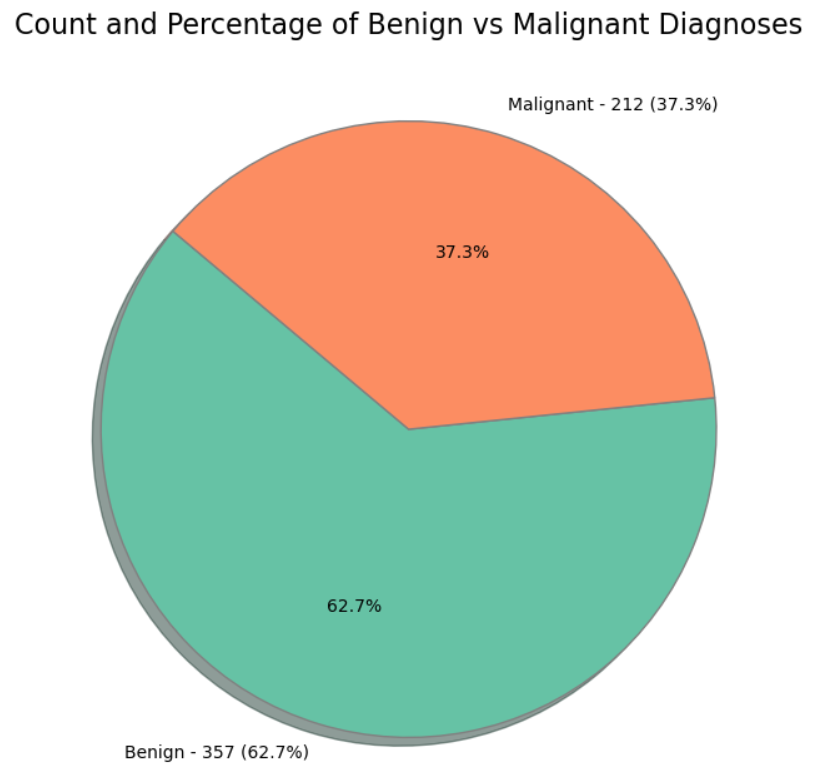 Count and Percentage of Benign vs Malignant Diagnoses
Malignant - 212 (37.3%)
37.3%
62.7%
Benign - 357 (62.7%)